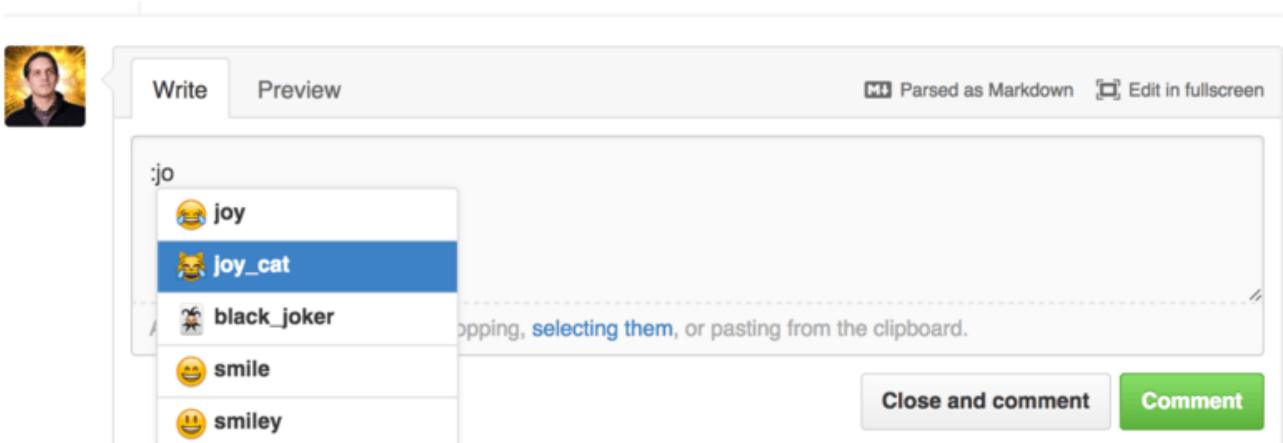 Write Preview Parsed as Markdown Edit in fullscreen
:jo
joy
joy_cat
black_joker
opping, selecting them, or pasting from the clipboard.
smile
Close and comment Comment
smiley